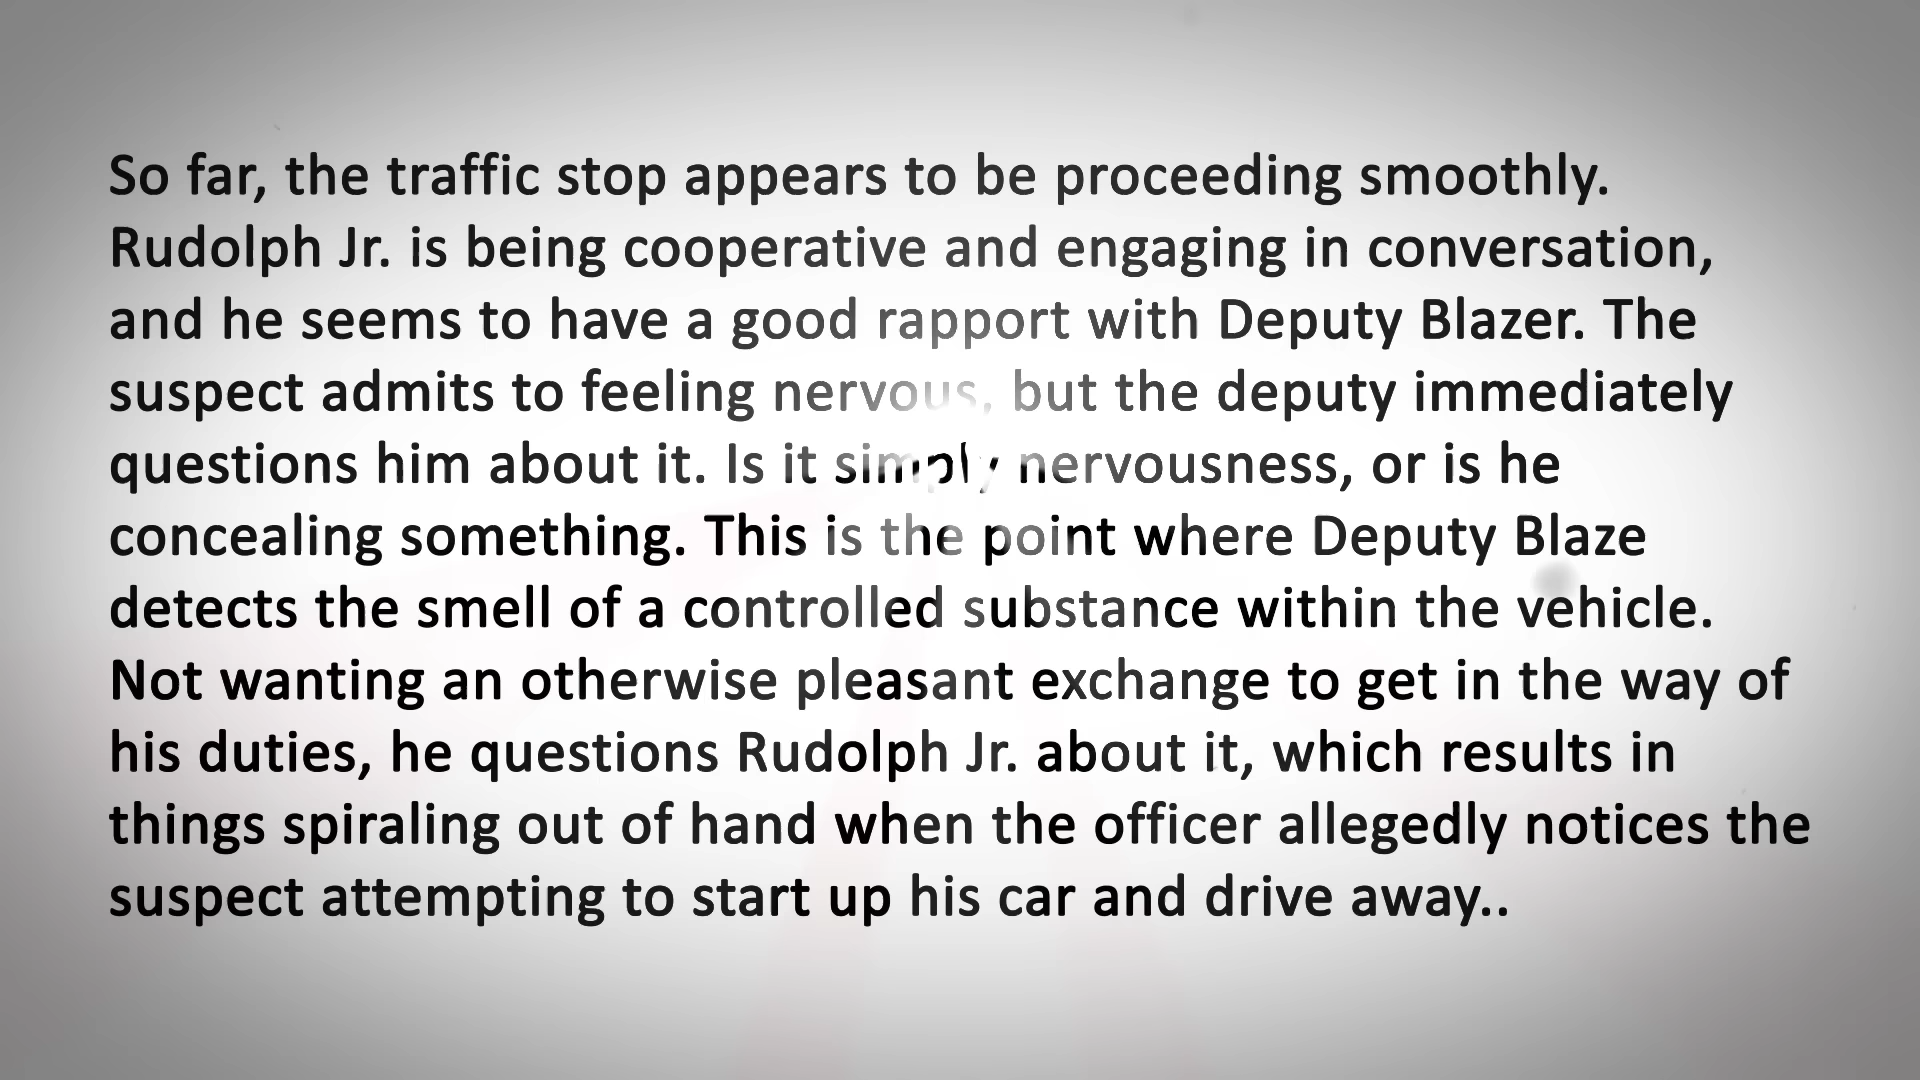 So far, the traffic stop appears to be proceeding smoothly.
Rudolph Jr. is being cooperative and engaging in conversation,
and he seems to have a good rapport with Deputy Blazer. The
suspect admits to feeling nervous, but the deputy immediately
questions him about it. Is it simply nervousness, or is he
concealing something. This is the point where Deputy Blaze
detects the smell of a controlled substance within the vehicle.
Not wanting an otherwise pleasant exchange to get in the way of
his duties, he questions Rudolph Jr. about it, which results in
things spiraling out of hand when the officer allegedly notices the
suspect attempting to start up his car and drive away..